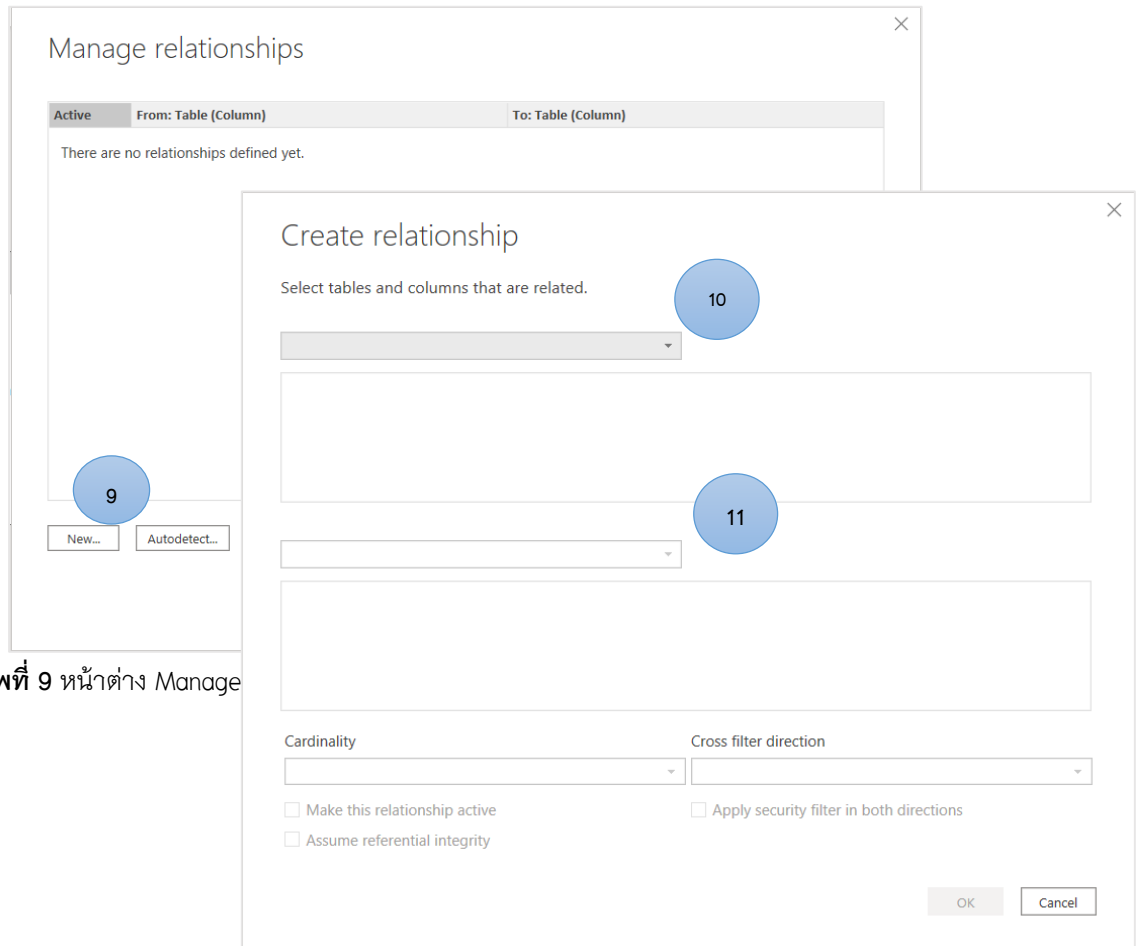 Manage relationships
Active From: Table (Column) To: Table (Column)
There are no relationships defined yet.
Create relationship
Select tables and columns that are related.
10
9
11
New... Autodetect...
พที่ 9 หน้าต่าง Manage
Cardinality Cross filter direction
Make this relationship active Apply security filter in both directions
Assume referential integrity
OK Cancel